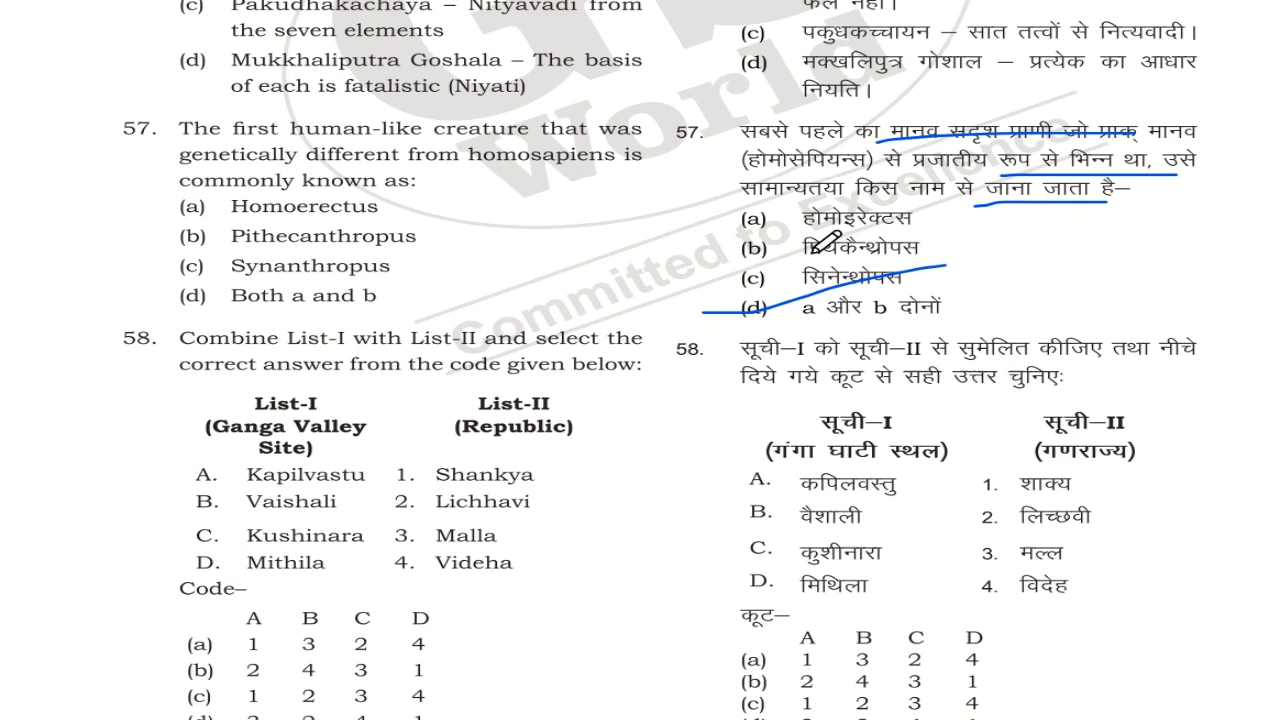 (c) Pakudhakachaya – Nityavadi from
the seven elements
(d) Mukkhaliputra Goshala – The basis
of each is fatalistic (Niyati)
57. The first human-like creature that was
genetically different from homosapiens is
commonly known as:
(a) Homoerectus
(b) Pithecanthropus
(c) Synanthropus
(d) Both a and b
58. Combine List-I with List-II and select the
correct answer from the code given below:
List-I List-II
(Ganga Valley (Republic)
Site)
A. Kapilvastu 1. Shankya
B. Vaishali 2. Lichhavi
C. Kushinara 3. Malla
D. Mithila 4. Videha
Code–
A B C D
(a) 1 3 2 4
(b) 2 4 3 1
(c) 1 2 3 4
फल नहीं।
(c) पकुधकच्चायन – सात तत्वों से नित्यवादी।
(d) मक्खलिपुत्र गोशाल – प्रत्येक का आधार
नियति।
57. सबसे पहले का मानव सदृश प्राणी जो प्राक् मानव
(होमोसेपियन्स) से प्रजातीय रूप से भिन्न था, उसे
सामान्यतया किस नाम से जाना जाता है–
(a) होमोइरेक्टस
(b) पिथकैन्थ्रोपस
(c) सिनेन्थोपस
(d) a और b दोनों
58. सूची–I को सूची–II से सुमेलित कीजिए तथा नीचे
दिये गये कूट से सही उत्तर चुनिएः
सूची–I सूची–II
(गंगा घाटी स्थल) (गणराज्य)
A. कपिलवस्तु 1. शाक्य
B. वैशाली 2. लिच्छवी
C. कुशीनारा 3. मल्ल
D. मिथिला 4. विदेह
कूट–
A B C D
(a) 1 3 2 4
(b) 2 4 3 1
(c) 1 2 3 4
World
Committed to Excellence